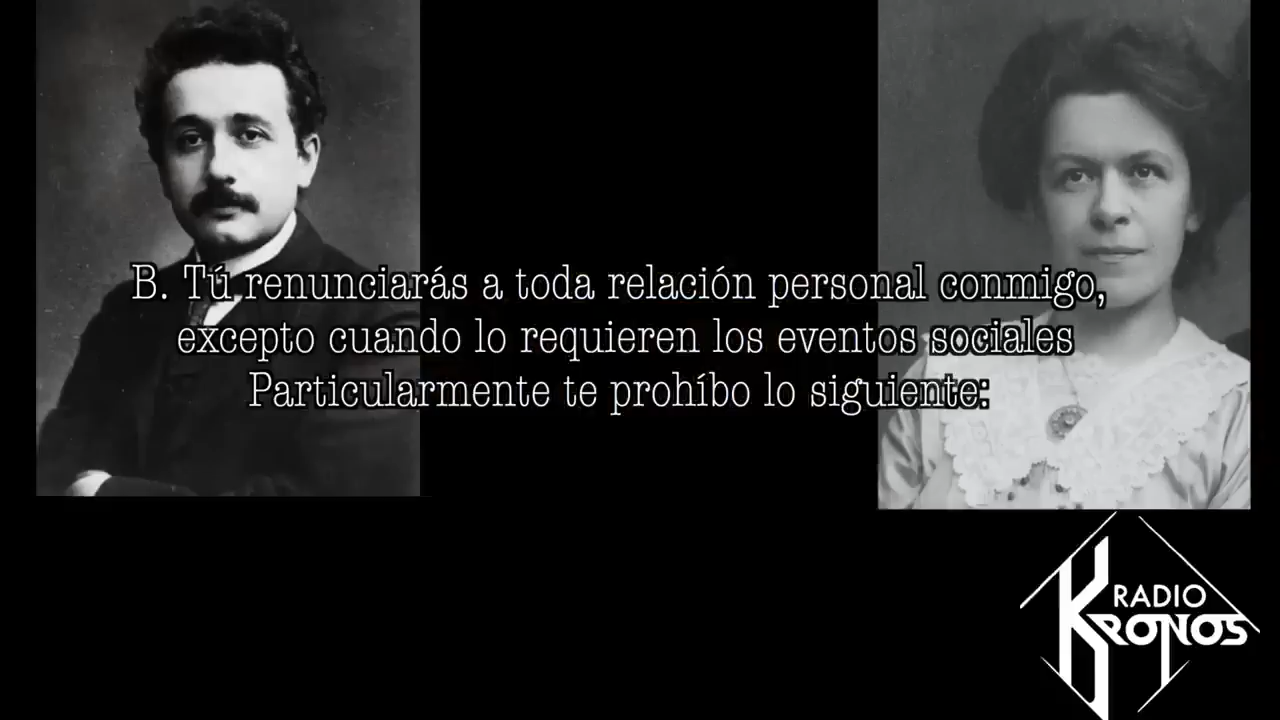 B. Tú renunciarás a toda relación personal conmigo,
excepto cuando lo requieren los eventos sociales
Particularmente te prohíbo lo siguiente:
RADIO
KRONOS